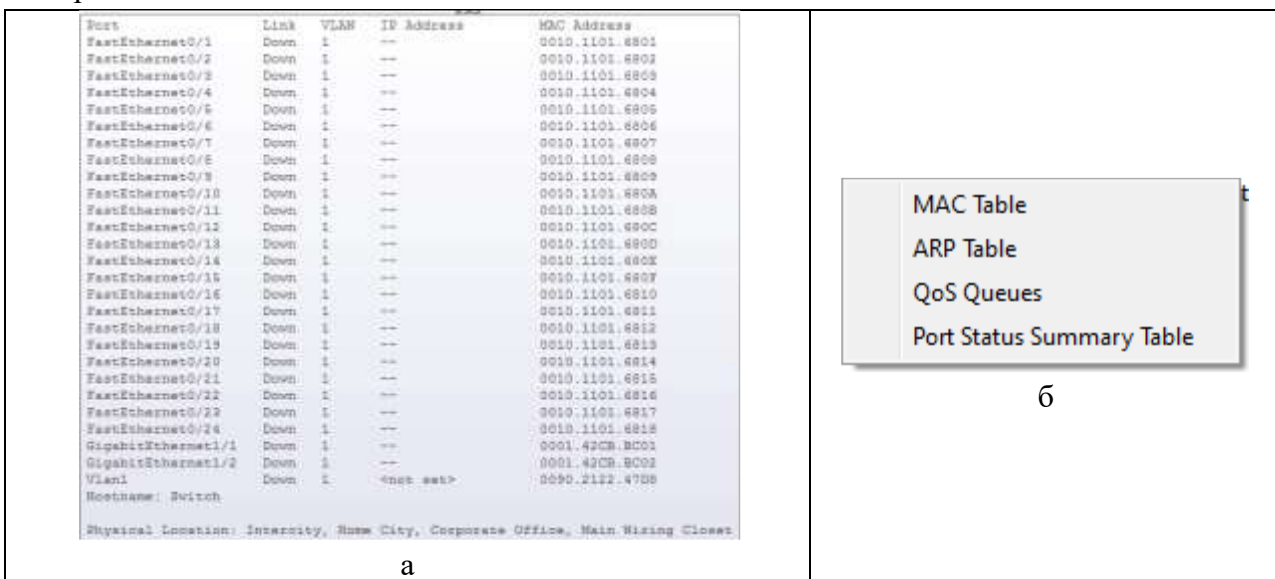 Port Link VLAN IP Address MAC Address
FastEthernet0/1 Down 1 -- 0010.1101.6801
FastEthernet0/2 Down 1 -- 0010.1101.6802
FastEthernet0/3 Down 1 -- 0010.1101.6803
FastEthernet0/4 Down 1 -- 0010.1101.6804
FastEthernet0/5 Down 1 -- 0010.1101.6805
FastEthernet0/6 Down 1 -- 0010.1101.6806
FastEthernet0/7 Down 1 -- 0010.1101.6807
FastEthernet0/8 Down 1 -- 0010.1101.6808
FastEthernet0/9 Down 1 -- 0010.1101.6809
FastEthernet0/10 Down 1 -- 0010.1101.680A
FastEthernet0/11 Down 1 -- 0010.1101.680B
FastEthernet0/12 Down 1 -- 0010.1101.680C
FastEthernet0/13 Down 1 -- 0010.1101.680D
FastEthernet0/14 Down 1 -- 0010.1101.680E
FastEthernet0/15 Down 1 -- 0010.1101.680F
FastEthernet0/16 Down 1 -- 0010.1101.6810
FastEthernet0/17 Down 1 -- 0010.1101.6811
FastEthernet0/18 Down 1 -- 0010.1101.6812
FastEthernet0/19 Down 1 -- 0010.1101.6813
FastEthernet0/20 Down 1 -- 0010.1101.6814
FastEthernet0/21 Down 1 -- 0010.1101.6815
FastEthernet0/22 Down 1 -- 0010.1101.6816
FastEthernet0/23 Down 1 -- 0010.1101.6817
FastEthernet0/24 Down 1 -- 0010.1101.6818
GigabitEthernet1/1 Down 1 -- 0001.42CB.BC01
GigabitEthernet1/2 Down 1 -- 0001.42CB.BC02
Vlan1 Down 1 <not set>
Hostname: Switch
Physical Location: Intercity, Home City, Corporate Office, Main Wiring Closet
а
MAC Table
ARP Table
QoS Queues
Port Status Summary Table
t
б